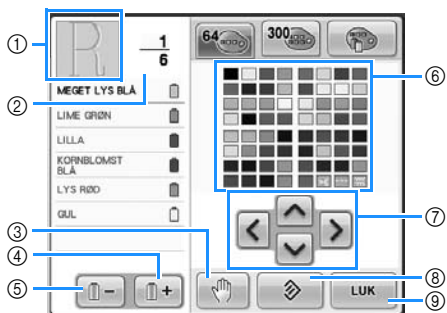 ①
R
1
6
②
64
300
⑥
MEGET LYS BLÅ
LIME GRØN
LILLA
KORNBLOMST
BLÅ
LYS RØD
GUL
③
④
⑤
−
+
⑦
⑧
LUK
⑨